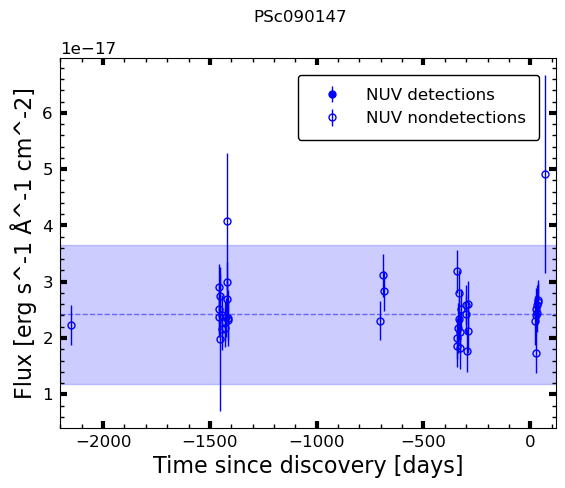 PSc090147
1e−17
NUV detections
NUV nondetections
6
5
4
3
2
1
Flux [erg s^-1 Å^-1 cm^-2]
−2000
−1500
−1000
−500
0
Time since discovery [days]